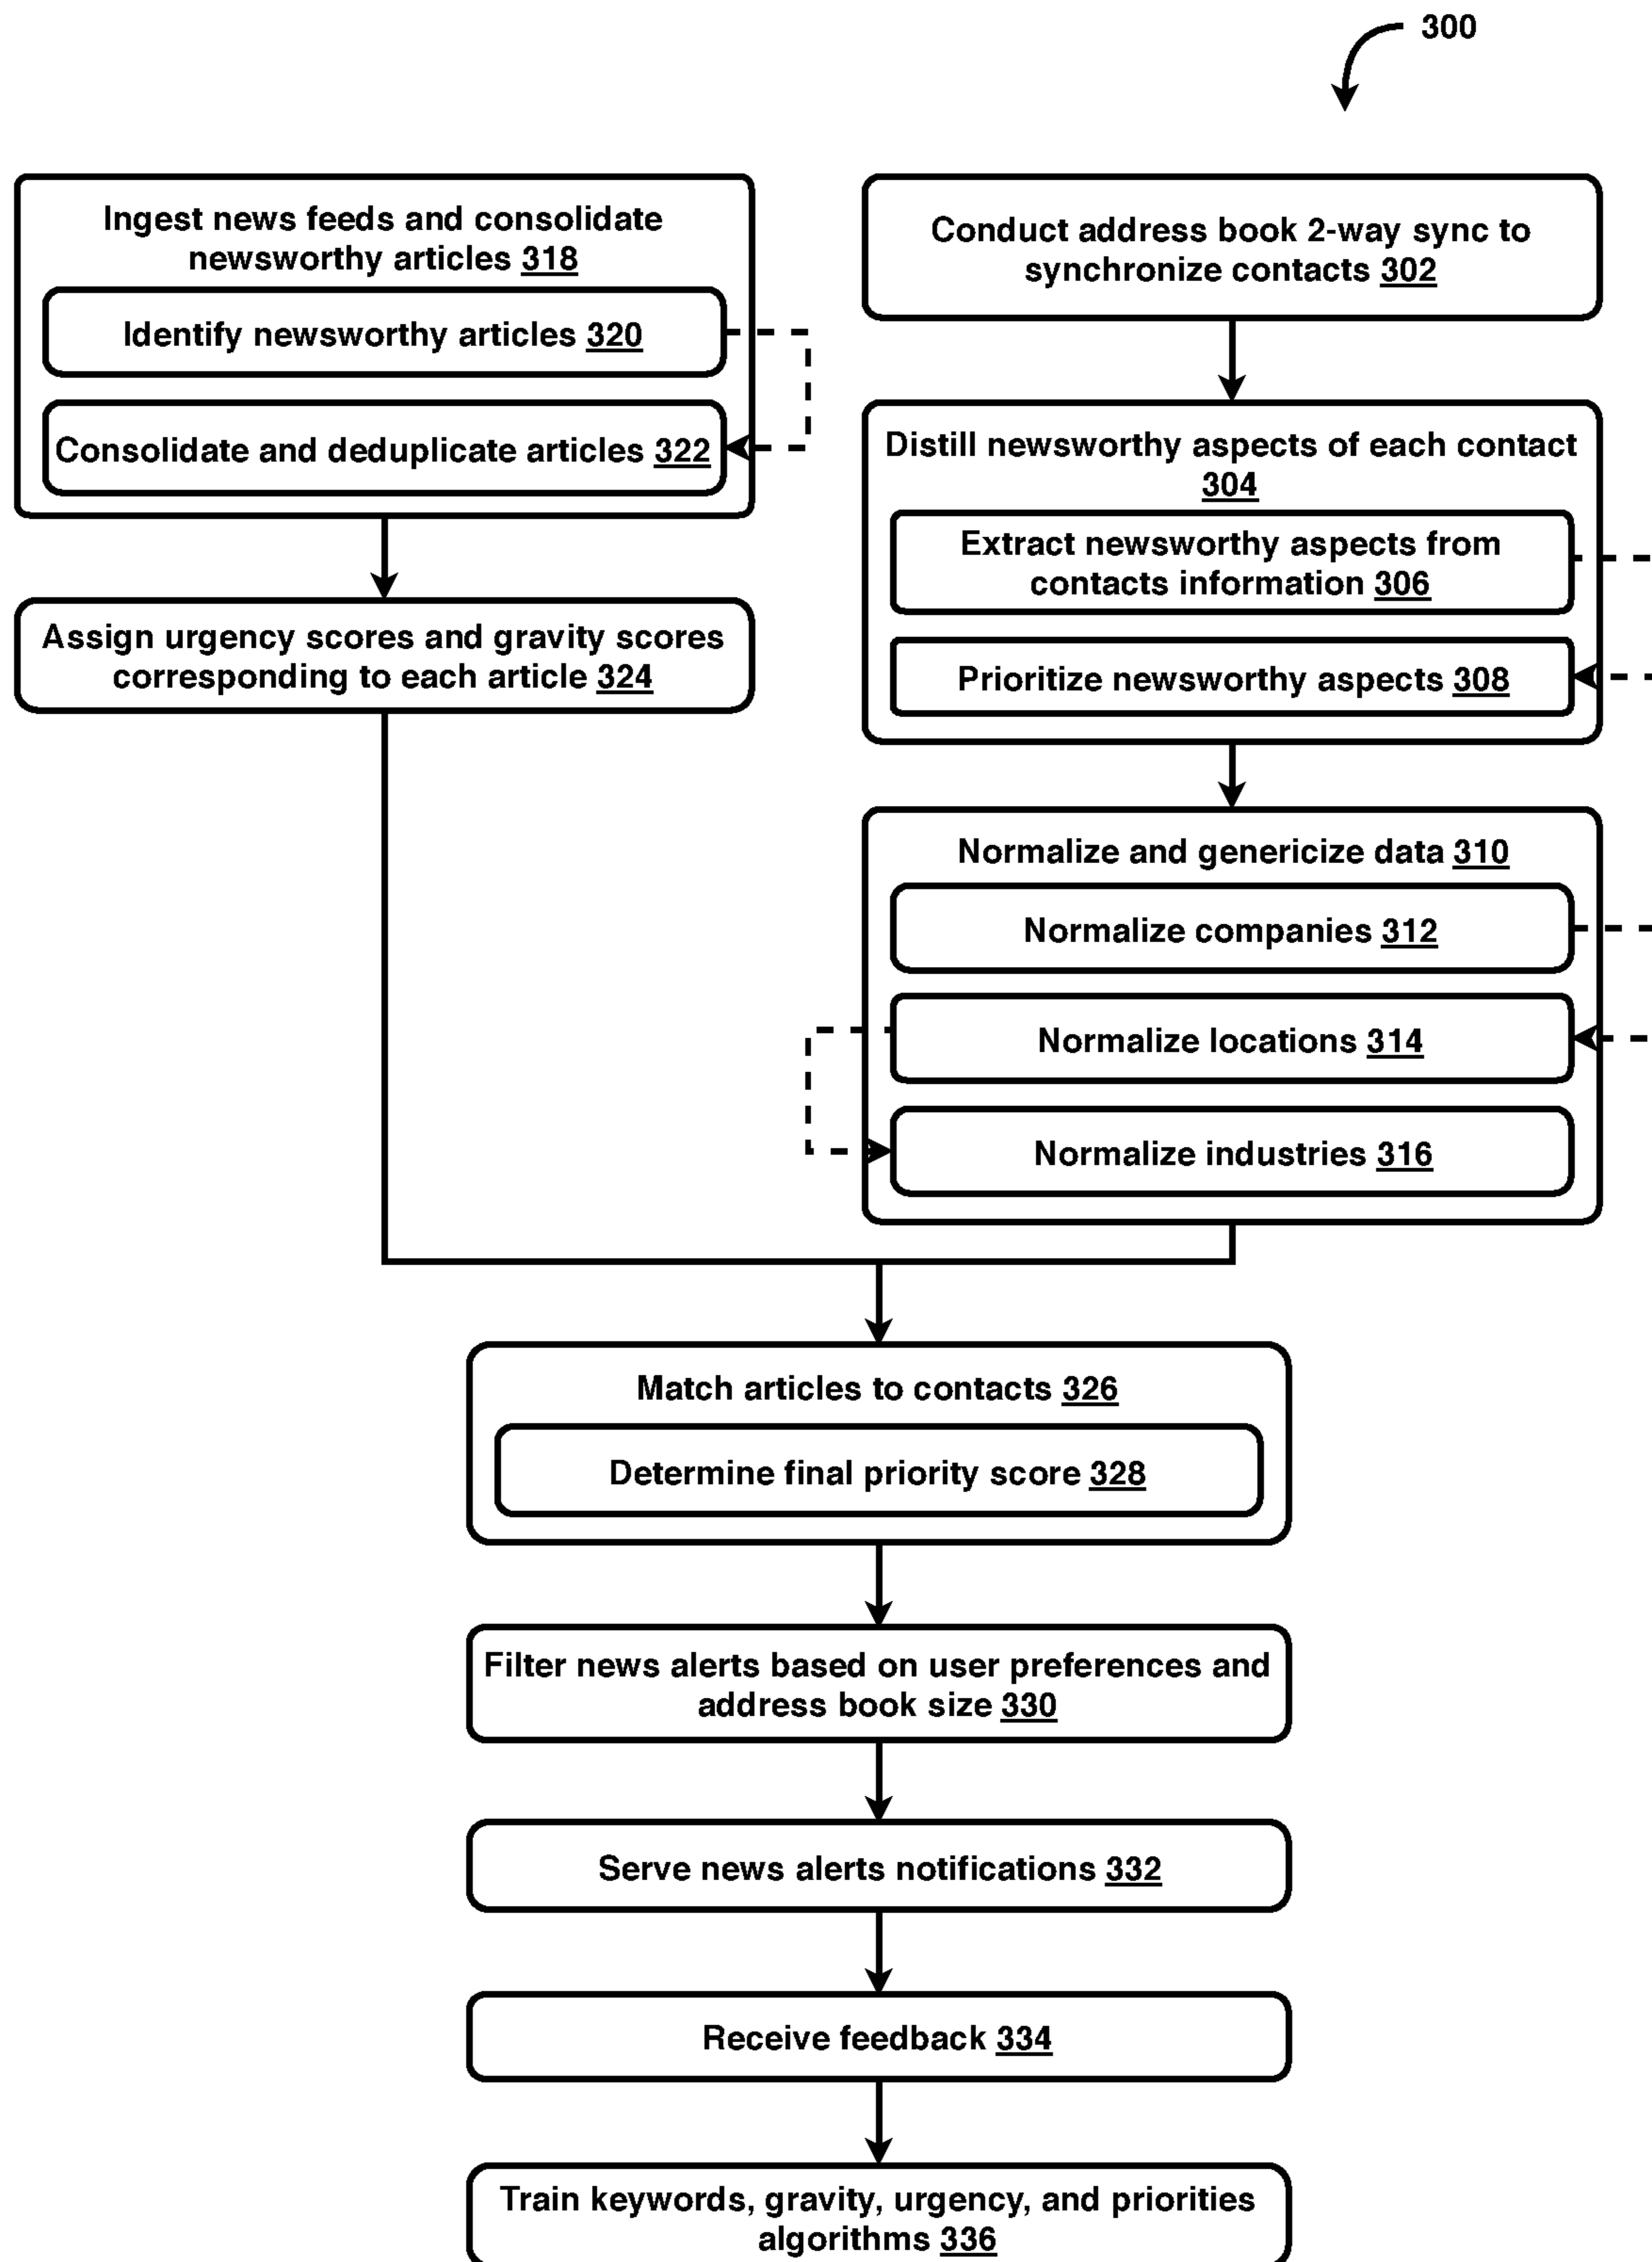 300
Ingest news feeds and consolidate
newsworthy articles 318
Identify newsworthy articles 320
Consolidate and deduplicate articles 322
Assign urgency scores and gravity scores
corresponding to each article 324
Conduct address book 2-way sync to
synchronize contacts 302
Distill newsworthy aspects of each contact
304
Extract newsworthy aspects from
contacts information 306
Prioritize newsworthy aspects 308
Normalize and genericize data 310
Normalize companies 312
Normalize locations 314
Normalize industries 316
Match articles to contacts 326
Determine final priority score 328
Filter news alerts based on user preferences and
address book size 330
Serve news alerts notifications 332
Receive feedback 334
Train keywords, gravity, urgency, and priorities
algorithms 336